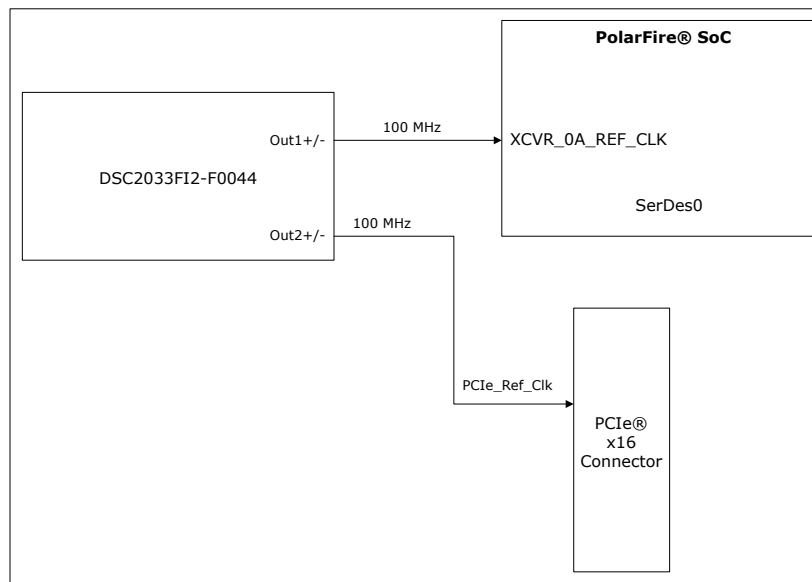 PolarFire® SoC
Out1+/-
100 MHz
XCVR_0A_REF_CLK
DSC2033FI2-F0044
SerDes0
Out2+/-
100 MHz
PCIe_Ref_Clk
PCIe®
x16
Connector